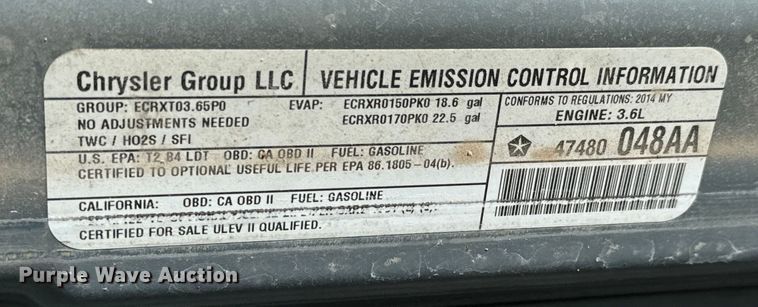 Chrysler Group LLC
VEHICLE EMISSION CONTROL INFORMATION
GROUP: ECRXT03.65P0
EVAP: ECRXR0150PK0 18.6 gal
NO ADJUSTMENTS NEEDED
ECRXR0170PK0 22.5 gal
TWC / HO2S / SFI
CONFORMS TO REGULATIONS: 2014 MY
ENGINE: 3.6L
47480 048AA
U.S. EPA: T2 B4 LDT OBD: CA OBD II FUEL: GASOLINE
CERTIFIED TO OPTIONAL USEFUL LIFE PER EPA 86.1805-04(b).
CALIFORNIA: OBD: CA OBD II FUEL: GASOLINE
CERTIFIED FOR SALE ULEV II QUALIFIED.
Purple Wave Auction